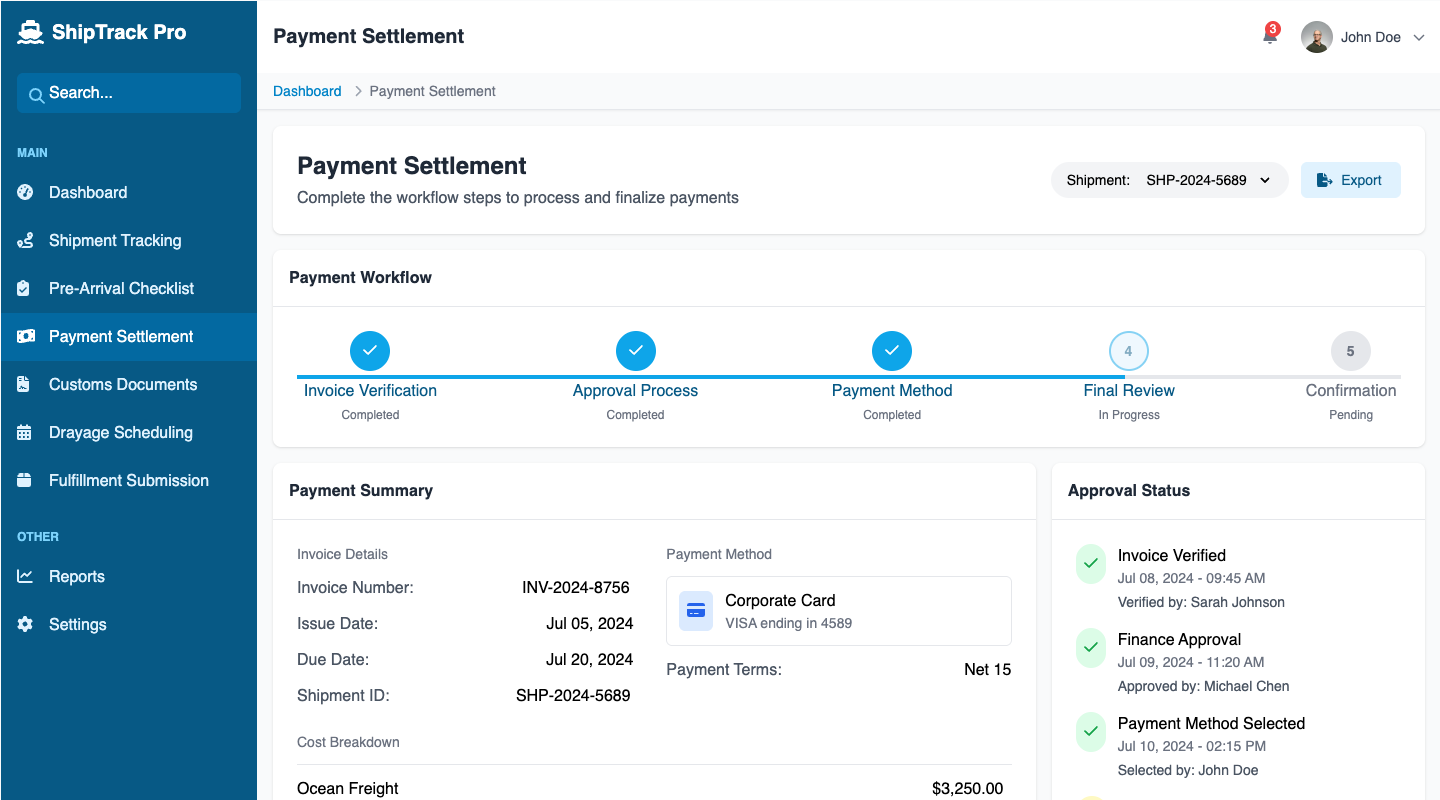 ShipTrack Pro
Search...
MAIN
Dashboard
Shipment Tracking
Pre-Arrival Checklist
Payment Settlement
Customs Documents
Drayage Scheduling
Fulfillment Submission
OTHER
Reports
Settings
Payment Settlement
3
John Doe
Dashboard Payment Settlement
Payment Settlement
Complete the workflow steps to process and finalize payments
Shipment: SHP-2024-5689
Export
Payment Workflow
Invoice Verification
Completed
Approval Process
Completed
Payment Method
Completed
4
Final Review
In Progress
5
Confirmation
Pending
Payment Summary
Invoice Details
Invoice Number: INV-2024-8756
Issue Date: Jul 05, 2024
Due Date: Jul 20, 2024
Shipment ID: SHP-2024-5689
Payment Method
Corporate Card
VISA ending in 4589
Payment Terms: Net 15
Cost Breakdown
Ocean Freight $3,250.00
Approval Status
Invoice Verified
Jul 08, 2024 - 09:45 AM
Verified by: Sarah Johnson
Finance Approval
Jul 09, 2024 - 11:20 AM
Approved by: Michael Chen
Payment Method Selected
Jul 10, 2024 - 02:15 PM
Selected by: John Doe